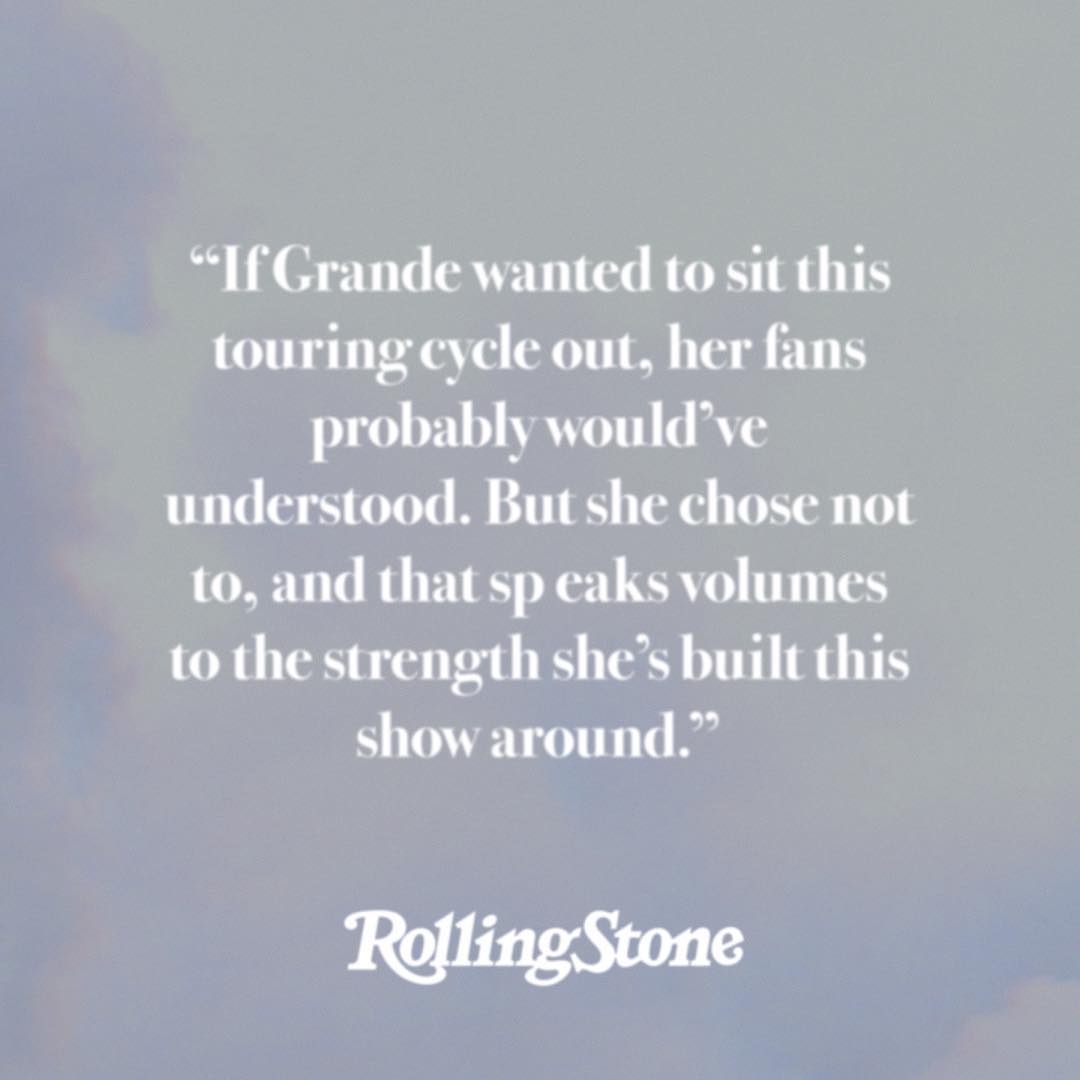 “If Grande wanted to sit this
touring cycle out, her fans
probably would’ve
understood. But she chose not
to, and that sp eaks volumes
to the strength she’s built this
show around.”
RollingStone